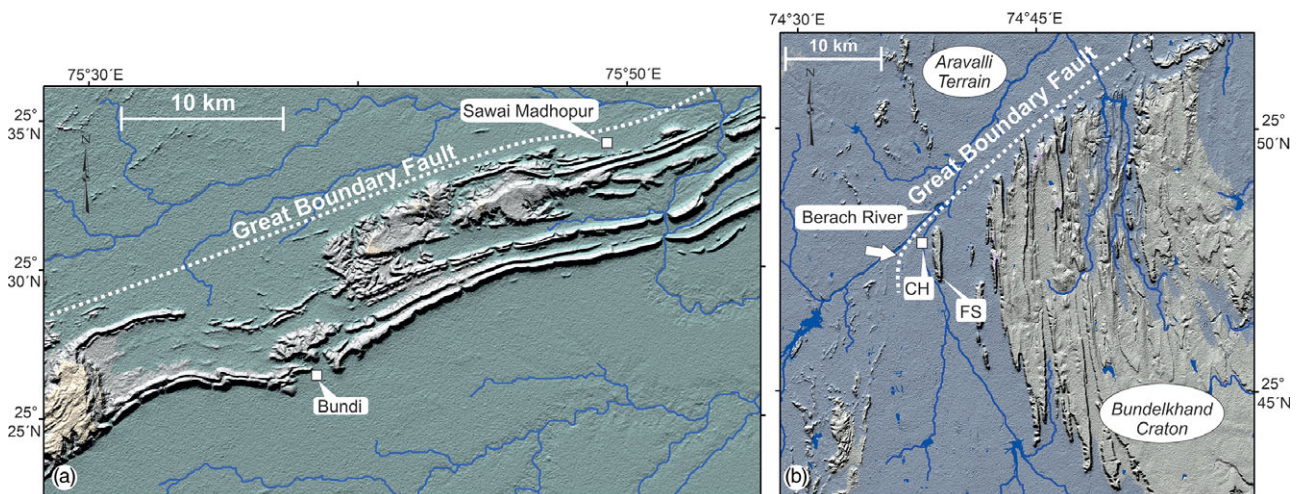 75°30´E
75°50´E
25°
35´N
25°
30´N
25°
25´N
10 km
N
Sawai Madhopur
Great Boundary Fault
Bundi
(a)
74°30´E
74°45´E
10 km
N
Aravalli
Terrain
Great Boundary Fault
Berach River
CH
FS
Bundelkhand
Craton
25°
50´N
25°
45´N
(b)